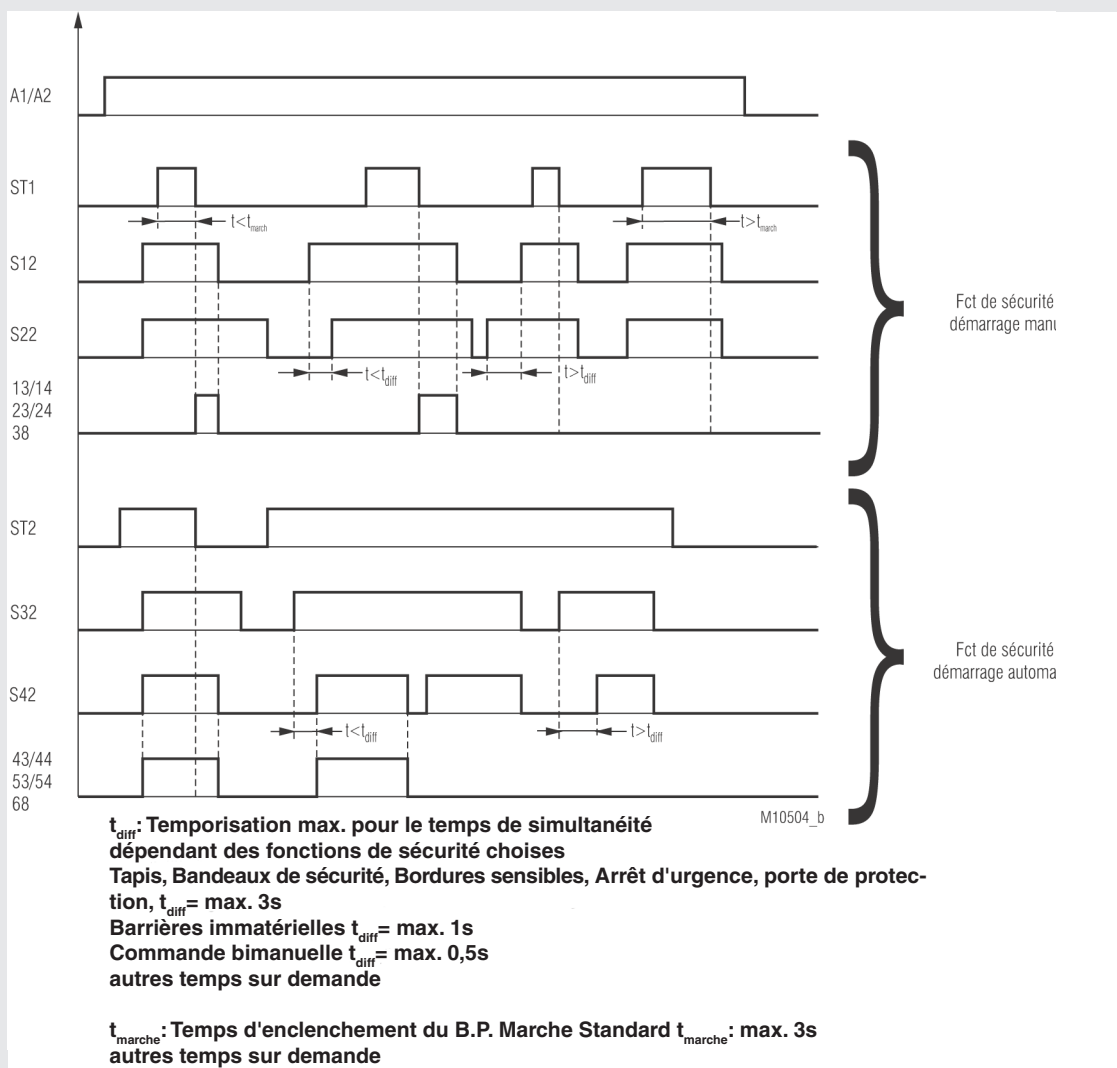 A1/A2
ST1
t<tmarch
t>tmarch
S12
S22
t<tdiff
t>tdiff
13/14
23/24
38
Fct de sécurité
démarrage manu
ST2
S32
S42
t<tdiff
t>tdiff
43/44
53/54
68
Fct de sécurité
démarrage automa
M10504_b
tdiff: Temporisation max. pour le temps de simultanéité
dépendant des fonctions de sécurité choises
Tapis, Bandeaux de sécurité, Bordures sensibles, Arrêt d'urgence, porte de protec-
tion, tdiff= max. 3s
Barrières immatérielles tdiff= max. 1s
Commande bimanuelle tdiff= max. 0,5s
autres temps sur demande
tmarche: Temps d'enclenchement du B.P. Marche Standard tmarche: max. 3s
autres temps sur demande